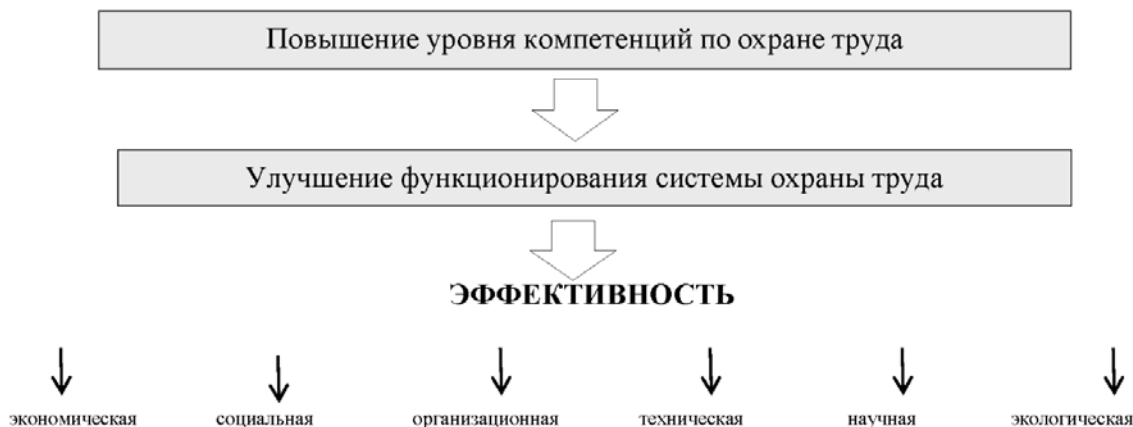 Повышение уровня компетенций по охране труда
Улучшение функционирования системы охраны труда
ЭФФЕКТИВНОСТЬ
экономическая социальная организационная техническая научная экологическая